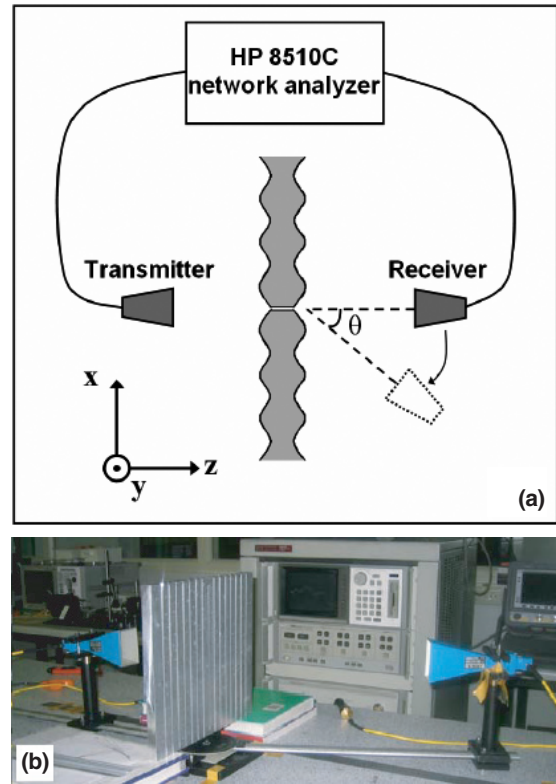 HP 8510C
network analyzer
Transmitter
Receiver
θ
x
z
y
(a)
(b)